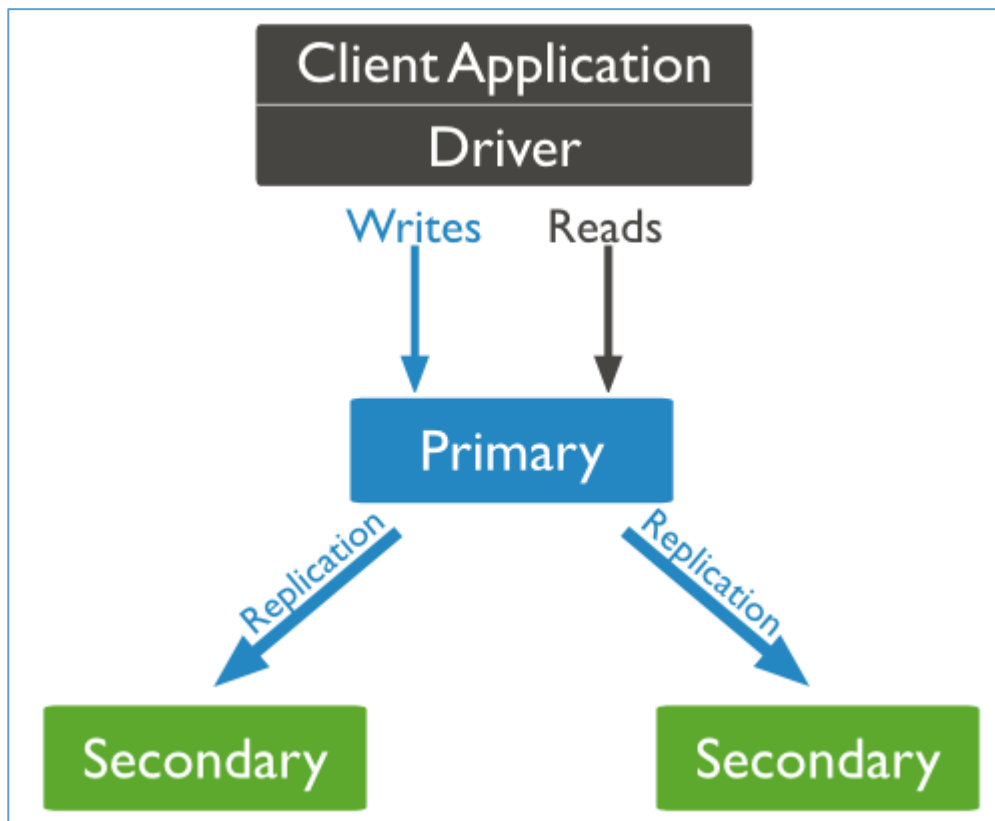 Client Application
Driver
Writes Reads
Primary
Replication Replication
Secondary Secondary